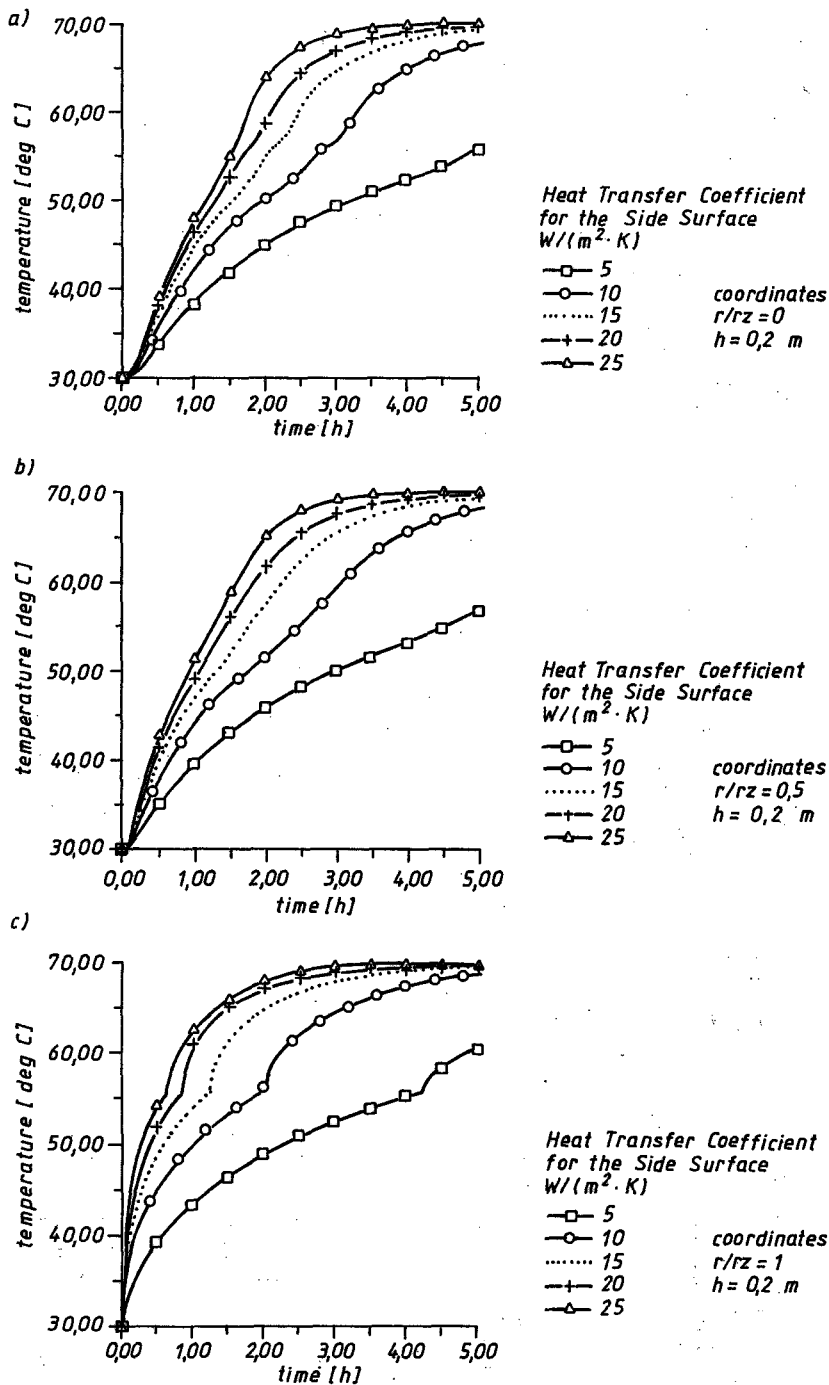 a)
70,00
60,00
50,00
40,00
30,00
temperature [deg C]
0,00 1,00 2,00 3,00 4,00 5,00
time [h]
Heat Transfer Coefficient
for the Side Surface
W/(m²·K)
5
10 coordinates
15 r/rz=0
20 h=0,2 m
25
b)
70,00
60,00
50,00
40,00
30,00
temperature [deg C]
0,00 1,00 2,00 3,00 4,00 5,00
time [h]
Heat Transfer Coefficient
for the Side Surface
W/(m²·K)
5
10 coordinates
15 r/rz=0,5
20 h=0,2 m
25
c)
70,00
60,00
50,00
40,00
30,00
temperature [deg C]
0,00 1,00 2,00 3,00 4,00 5,00
time [h]
Heat Transfer Coefficient
for the Side Surface
W/(m²·K)
5
10 coordinates
15 r/rz=1
20 h=0,2 m
25